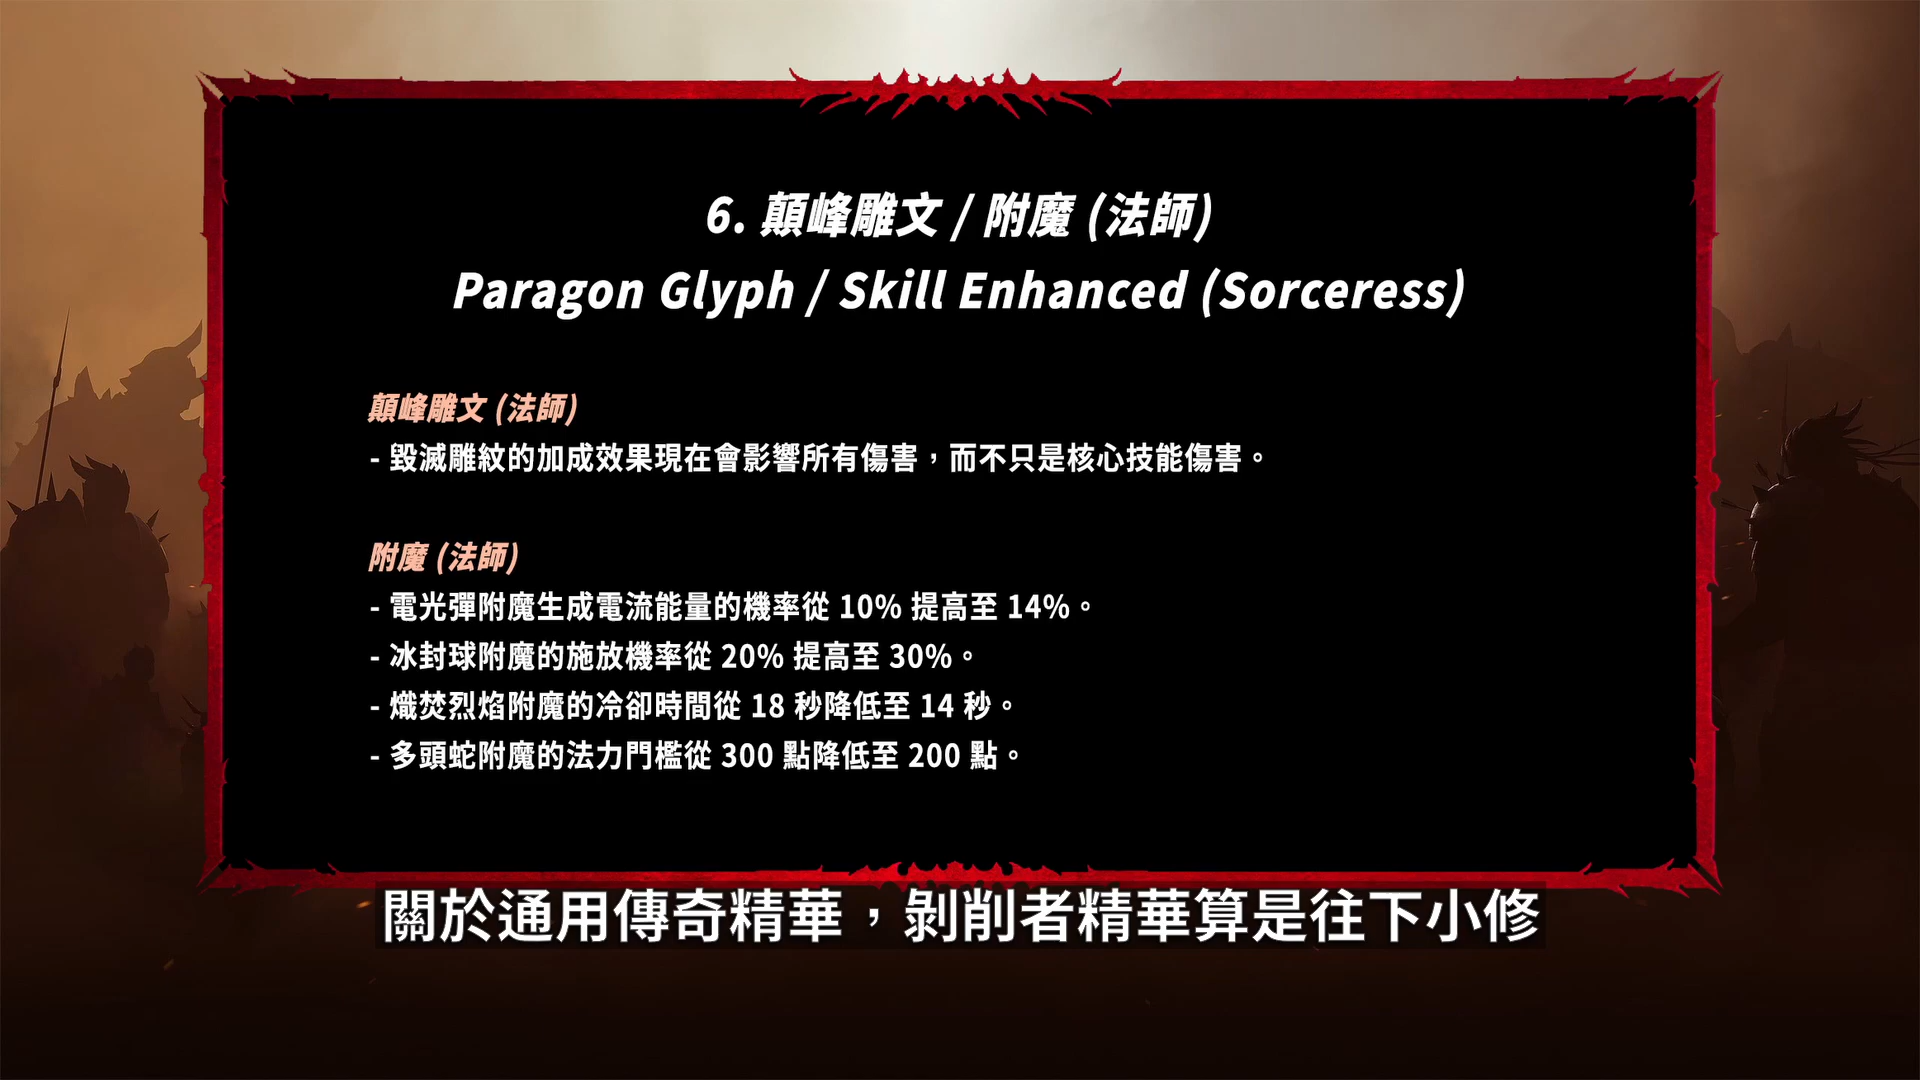 6. 顛峰雕文 / 附魔 (法師)
Paragon Glyph / Skill Enhanced (Sorceress)
顛峰雕文 (法師)
- 毀滅雕紋的加成效果現在會影響所有傷害，而不只是核心技能傷害。
附魔 (法師)
- 電光彈附魔生成電流能量的機率從 10% 提高至 14%。
- 冰封球附魔的施放機率從 20% 提高至 30%。
- 熾焚烈焰附魔的冷卻時間從 18 秒降低至 14 秒。
- 多頭蛇附魔的法力門檻從 300 點降低至 200 點。
關於通用傳奇精華，剝削者精華算是往下小修